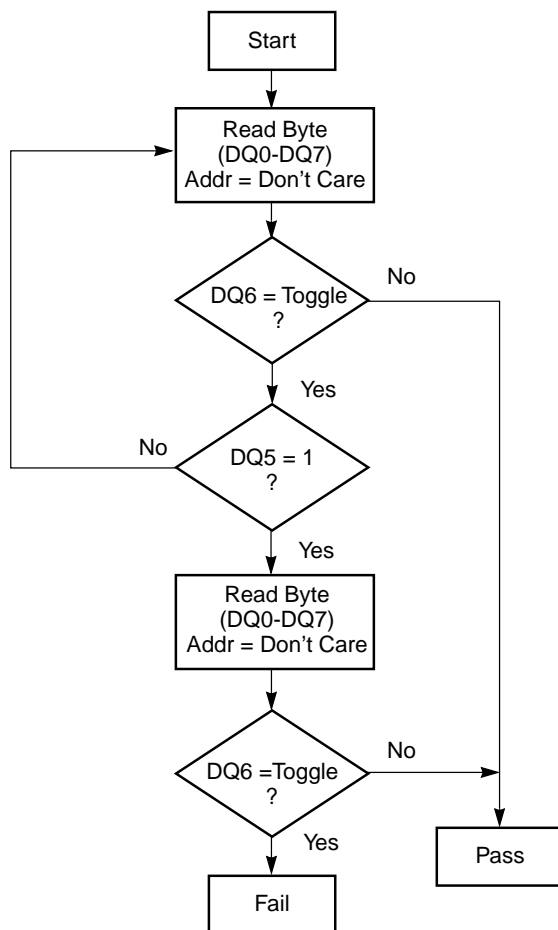 Start
Read Byte
(DQ0-DQ7)
Addr = Don't Care
DQ6 = Toggle
?
No
Yes
No
DQ5 = 1
?
Yes
Read Byte
(DQ0-DQ7)
Addr = Don't Care
DQ6 =Toggle
?
No
Yes
Pass
Fail